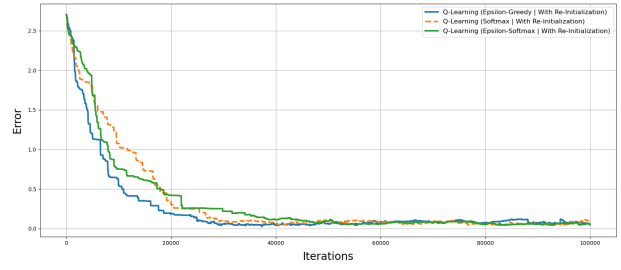 Q-Learning (Epsilon-Greedy | With Re-Initialization)
Q-Learning (Softmax | With Re-Initialization)
Q-Learning (Epsilon-Softmax | With Re-Initialization)
2.5
2.0
1.5
1.0
0.5
0.0
Error
0 20000 40000 60000 80000 100000
Iterations